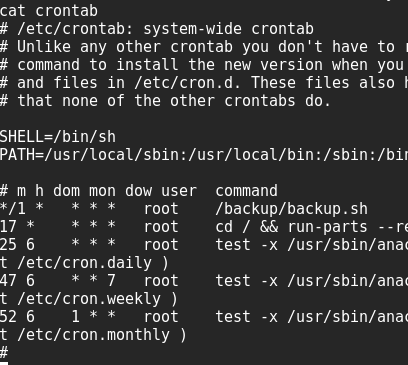 cat crontab
# /etc/crontab: system-wide crontab
# Unlike any other crontab you don't have to
# command to install the new version when you
# and files in /etc/cron.d. These files also
# that none of the other crontabs do.
SHELL=/bin/sh
PATH=/usr/local/sbin:/usr/local/bin:/sbin:/bin
# m h dom mon dow user command
*/1 * * * * root /backup/backup.sh
17 * * * * root cd / && run-parts --re
25 6 * * * root test -x /usr/sbin/anac
t /etc/cron.daily )
47 6 * * 7 root test -x /usr/sbin/anac
t /etc/cron.weekly )
52 6 1 * * root test -x /usr/sbin/anac
t /etc/cron.monthly )
#